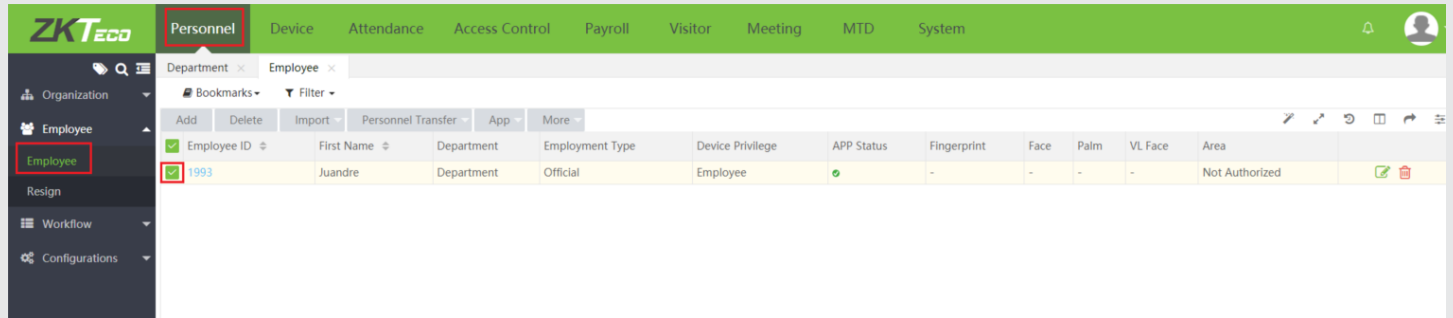 ZKTeco Personnel Device Attendance Access Control Payroll Visitor Meeting MTD System
Department × Employee ×
Organization
Bookmarks Filter
Add Delete Import Personnel Transfer App More
Employee
Employee ID First Name Department Employment Type Device Privilege APP Status Fingerprint Face Palm VL Face Area
Employee
1993 Juandre Department Official Employee - - - - Not Authorized
Resign
Workflow
Configurations